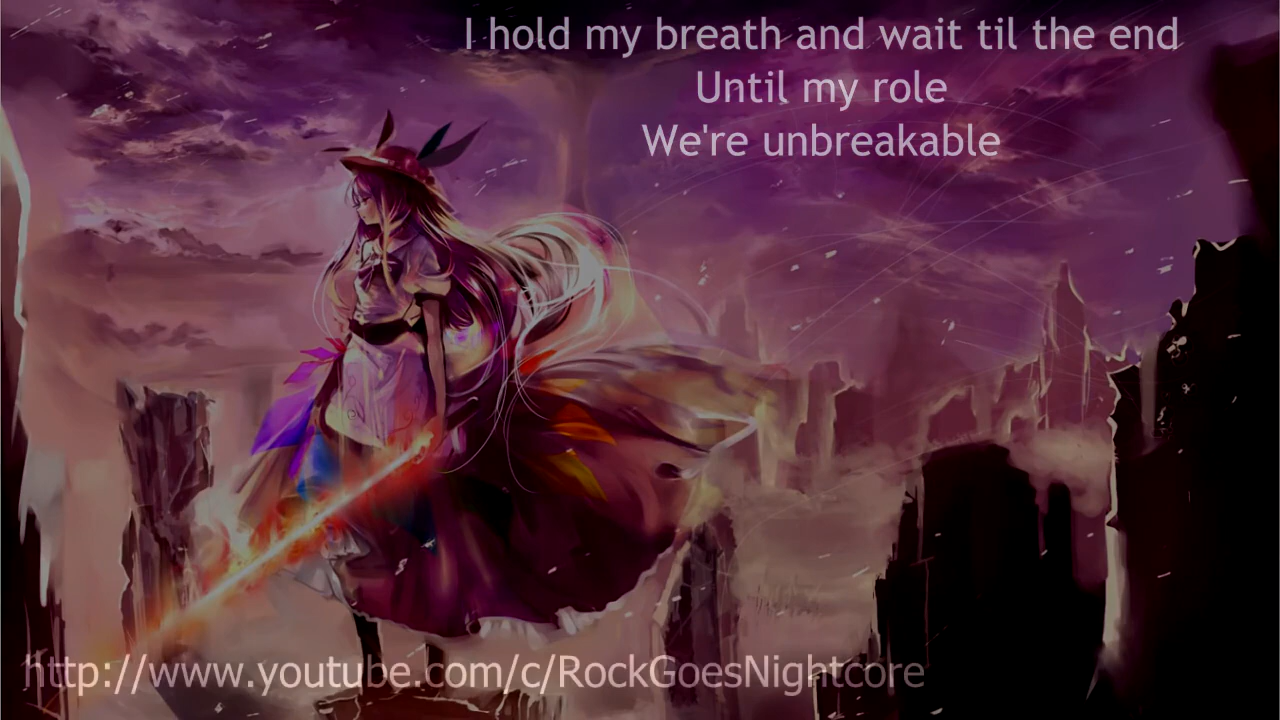 I hold my breath and wait til the end
Until my role
We're unbreakable
http://www.youtube.com/c/RockGoesNightcore